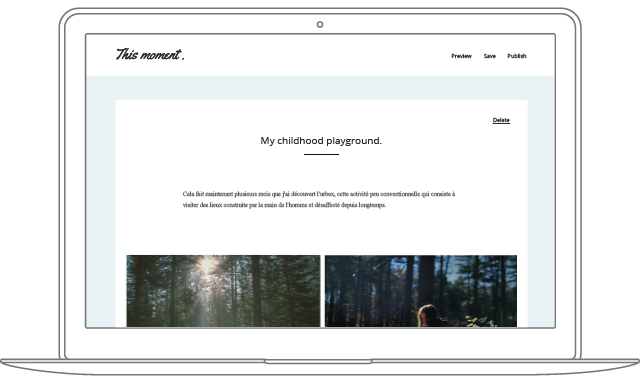 This moment .
Preview Save Publish
Delete
My childhood playground.
Cela fait maintenant plusieurs mois que j'ai découvert l'urbex, cette activité peu conventionnelle qui consiste à
visiter des lieux construits par la main de l'homme et désaffecté depuis longtemps.